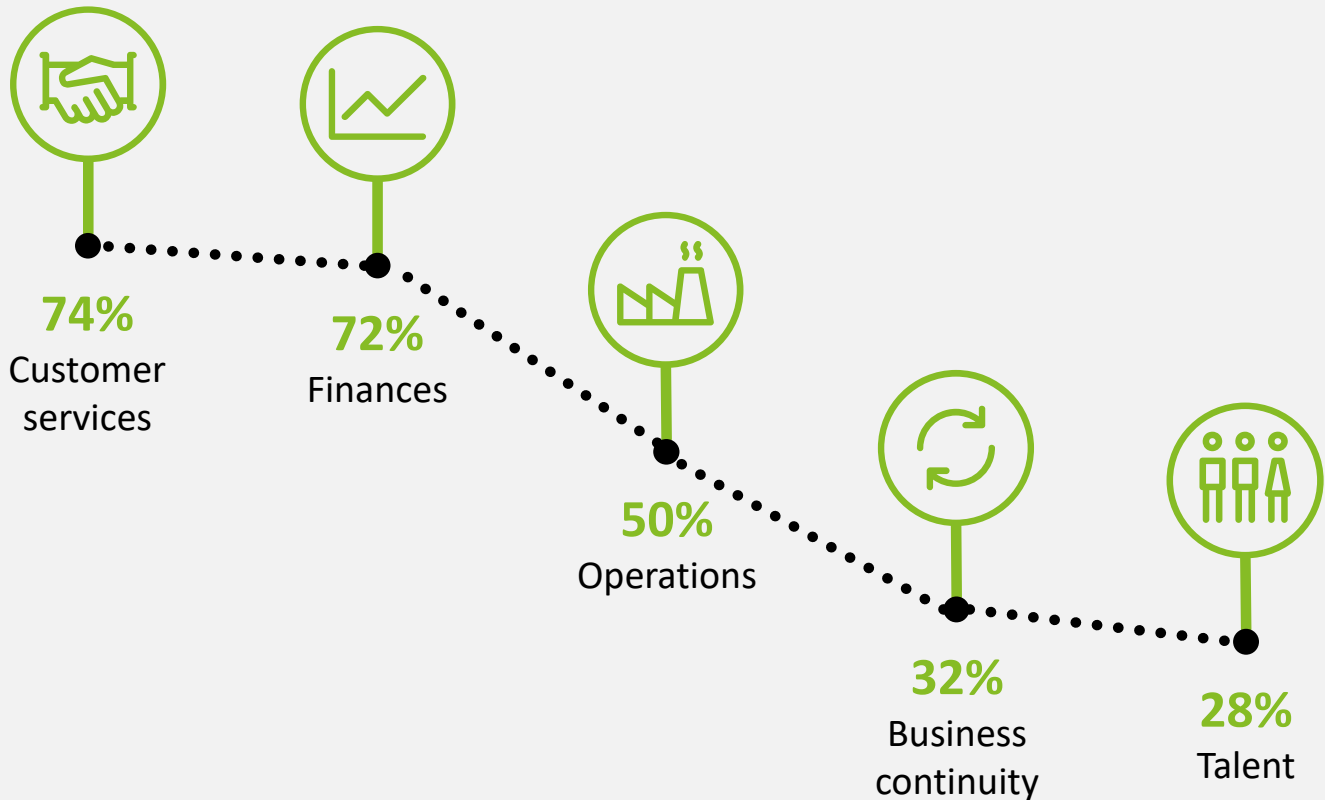 74%
Customer
services
72%
Finances
50%
Operations
32%
Business
continuity
28%
Talent